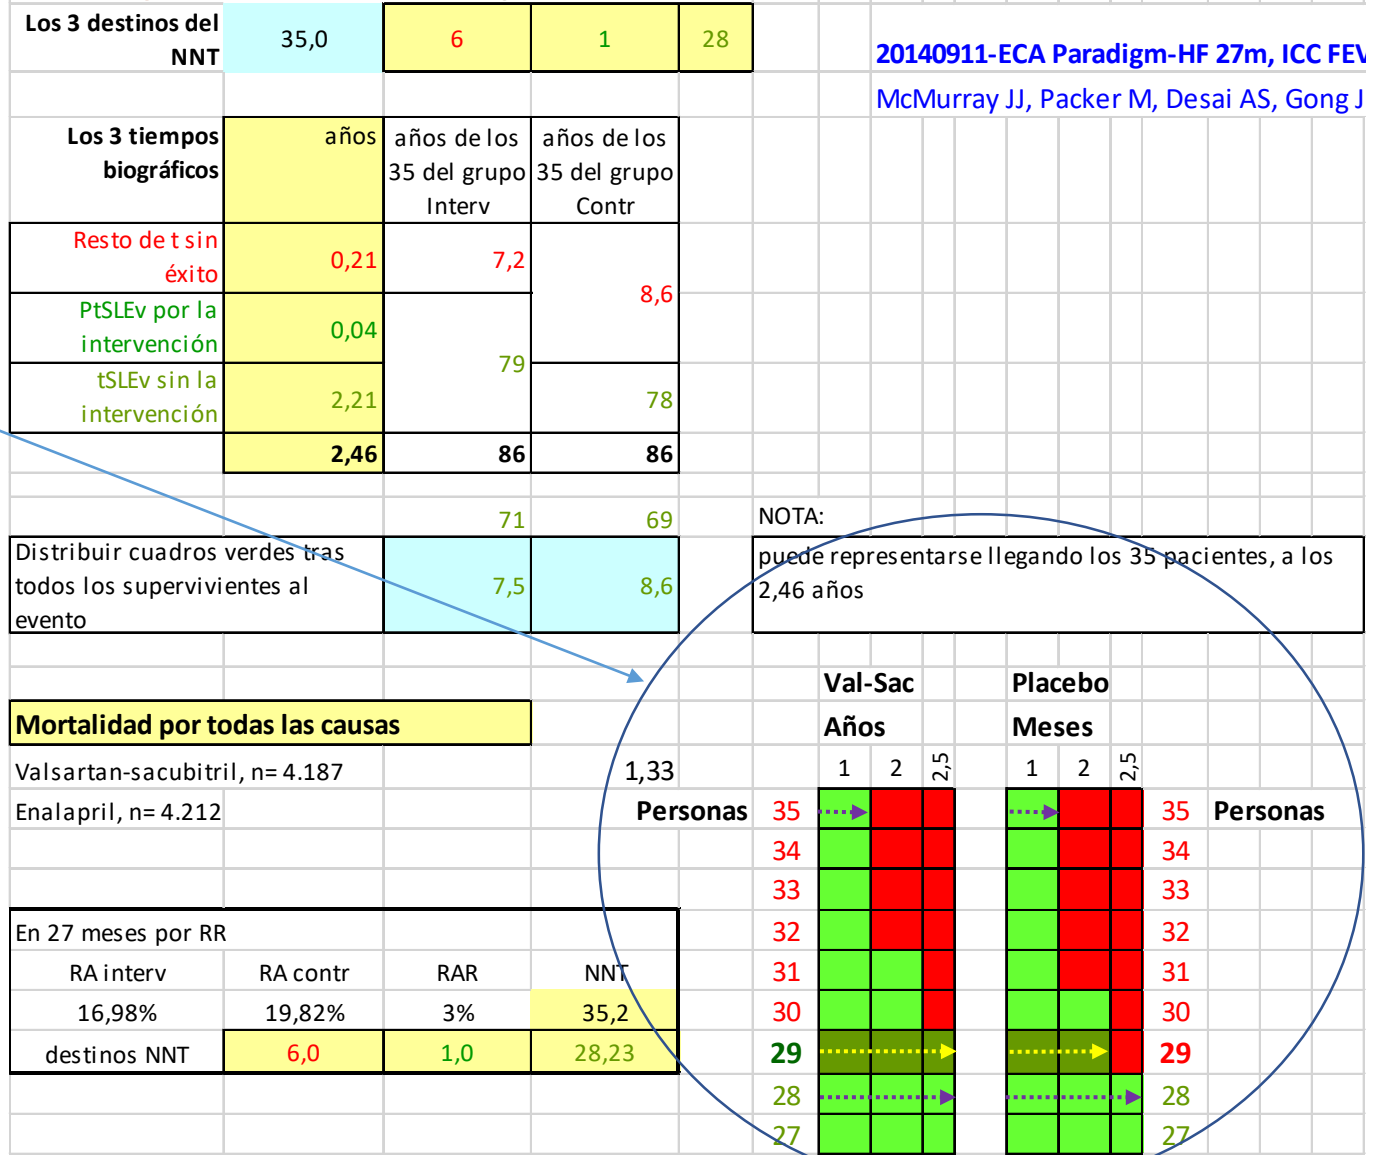 Los 3 destinos del NNT 35,0 6 1 28
20140911-ECA Paradigm-HF 27m, ICC FEV
McMurray JJ, Packer M, Desai AS, Gong J
Los 3 tiempos biográficos años años de los 35 del grupo Interv años de los 35 del grupo Contr
Resto de t sin éxito 0,21 7,2 8,6
PtSLEv por la intervención 0,04 79
tSLEv sin la intervención 2,21 78
2,46 86 86
71 69 NOTA:
Distribuir cuadros verdes tras todos los supervivientes al evento 7,5 8,6
puede representarse llegando los 35 pacientes, a los
2,46 años
Val-Sac Placebo
Mortalidad por todas las causas Años Meses
Valsartan-sacubitril, n= 4.187 1,33 1 2 2,5 1 2 2,5
Enalapril, n= 4.212 Personas 35 35 Personas
34 34
33 33
En 27 meses por RR 32 32
RA interv RA contr RAR NNT 31 31
16,98% 19,82% 3% 35,2 30 30
destinos NNT 6,0 1,0 28,23 29 29
28 28
27 27